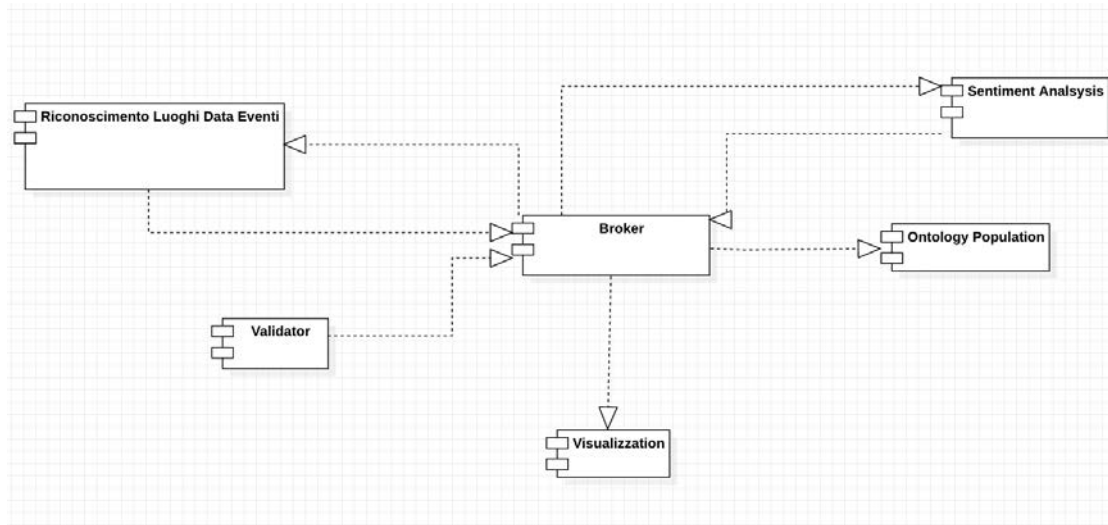 Sentiment Analsysis
Riconoscimento Luoghi Data Eventi
Broker
Ontology Population
Validator
Visualizzation